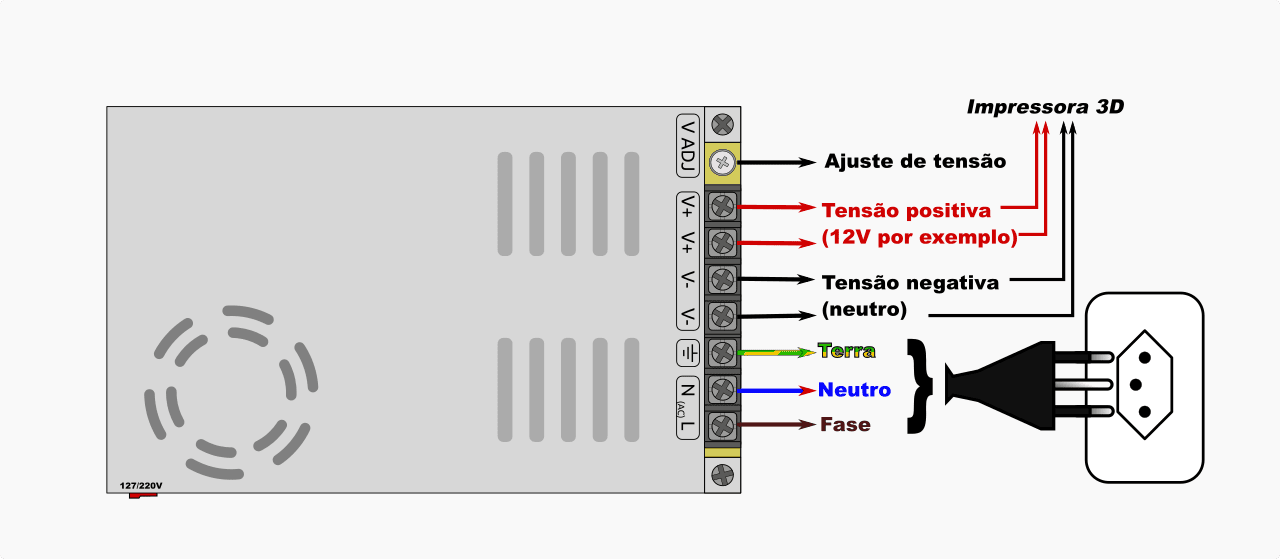 Impressora 3D
V ADJ
Ajuste de tensão
V+
Tensão positiva
V+
(12V por exemplo)
V-
Tensão negativa
V-
(neutro)
Terra
N
Neutro
(AC)
L
Fase
127/220V